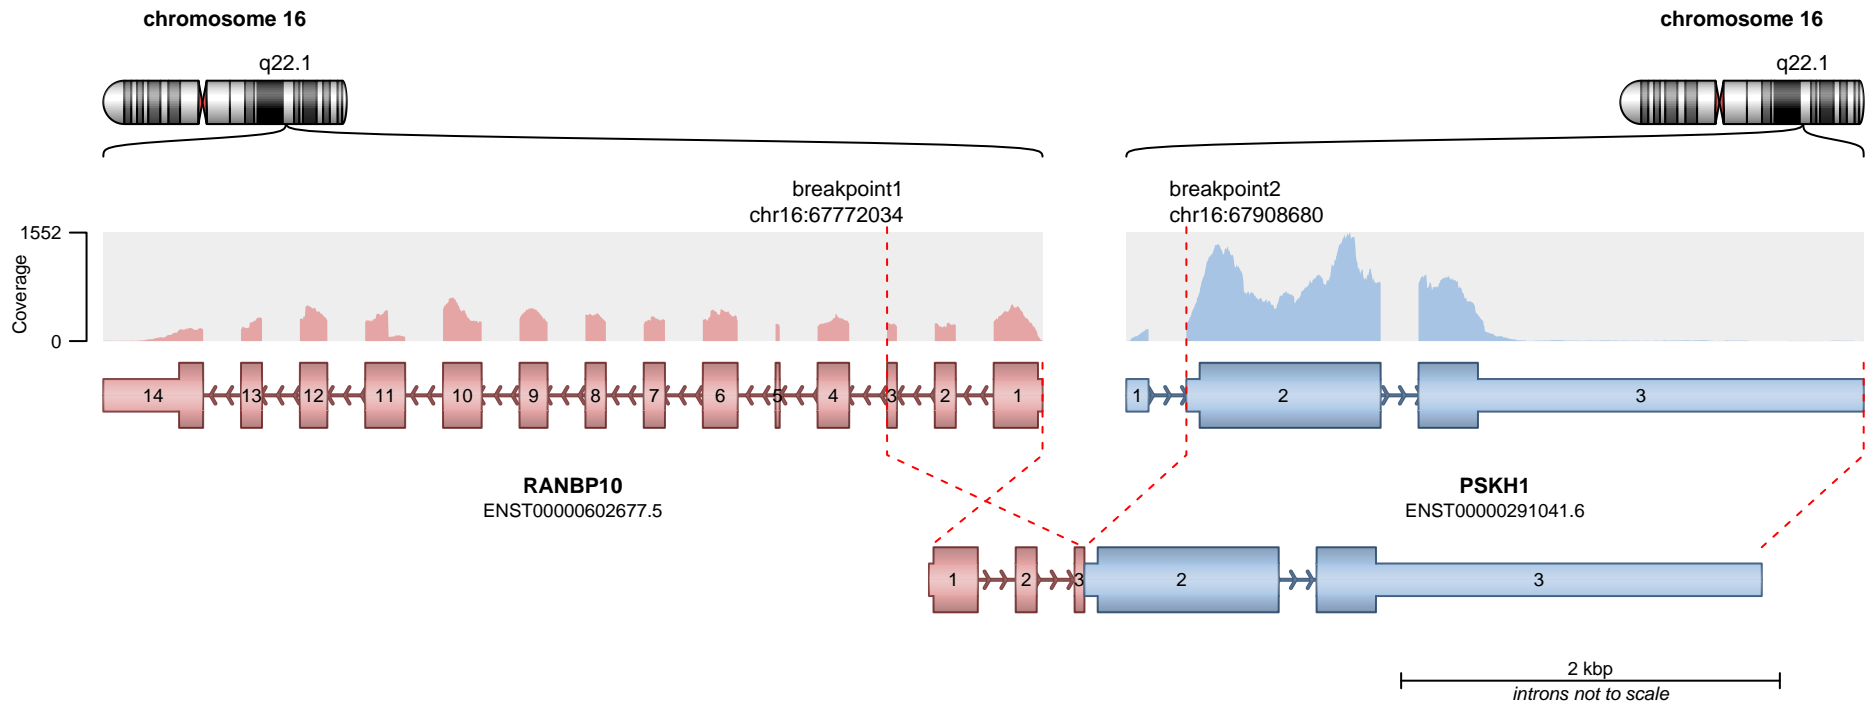 chromosome 16
chromosome 16
q22.1
q22.1
breakpoint1
chr16:67772034
breakpoint2
chr16:67908680
1552
Coverage
0
14 13 12 11 10 9 8 7 6 5 4 3 2 1
1 2 3
RANBP10
ENST00000602677.5
PSKH1
ENST00000291041.6
1 2 3 2 3
2 kbp
introns not to scale